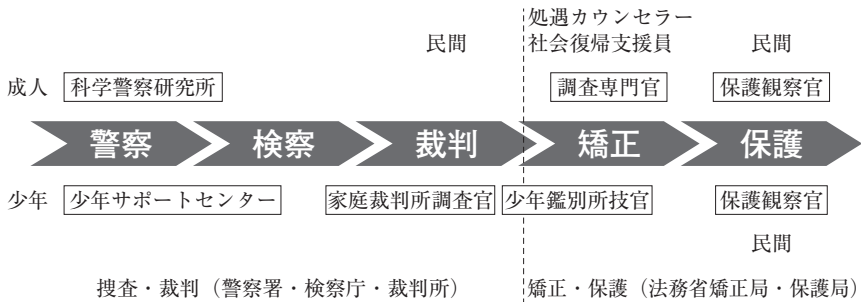 処遇カウンセラー
民間 社会復帰支援員 民間
成人 科学警察研究所 調査専門官 保護観察官
警察 検察 裁判 矯正 保護
少年 少年サポートセンター 家庭裁判所調査官 少年鑑別所技官 保護観察官
民間
捜査・裁判(警察署・検察庁・裁判所) 矯正・保護(法務省矯正局・保護局)